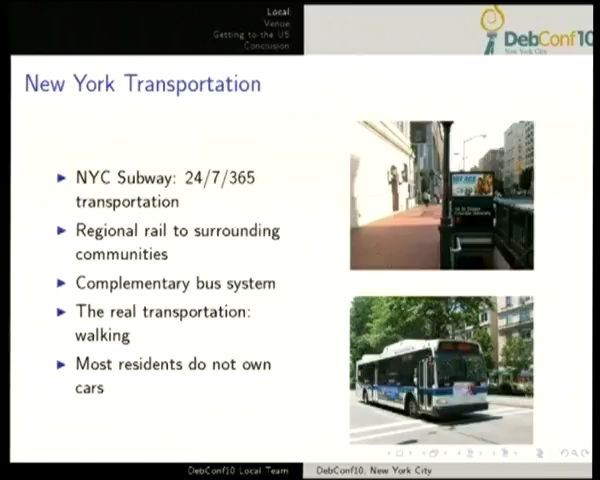 Local
Venue
Getting to the US
Conclusion
DebConf10
New York City
New York Transportation
NYC Subway: 24/7/365
transportation
Regional rail to surrounding
communities
Complementary bus system
The real transportation:
walking
Most residents do not own
cars
DebConf10 Local Team
DebConf10, New York City